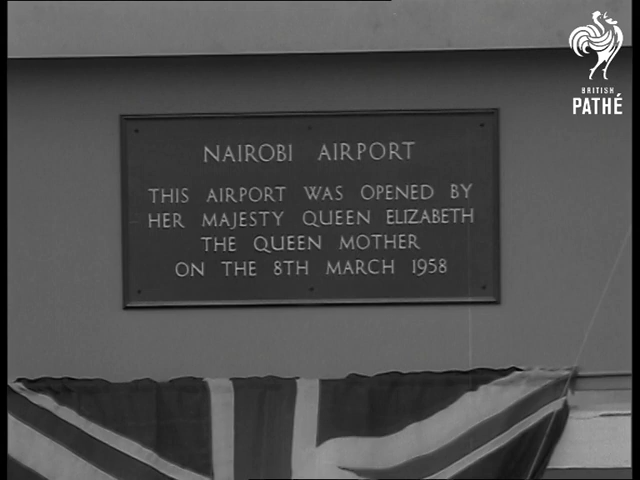 BRITISH
PATHÉ
NAIROBI AIRPORT
THIS AIRPORT WAS OPENED BY
HER MAJESTY QUEEN ELIZABETH
THE QUEEN MOTHER
ON THE 8TH MARCH 1958